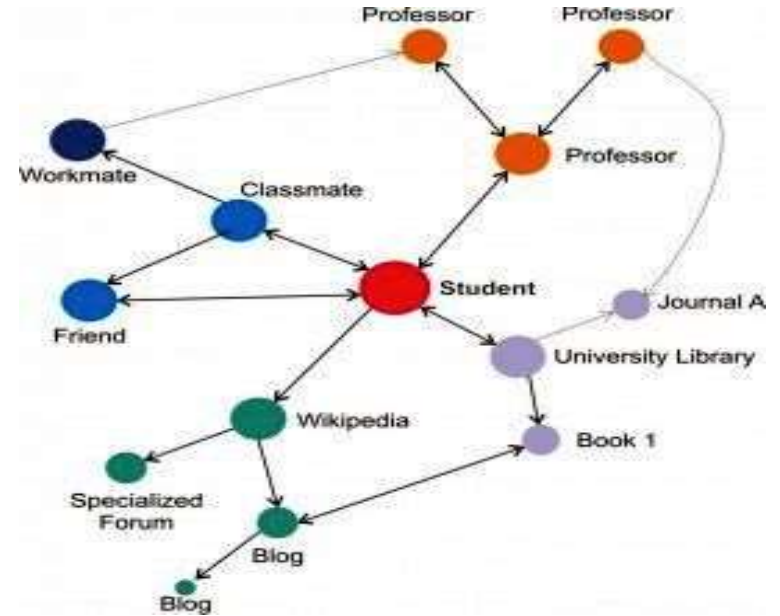 Professor
Professor
Professor
Workmate
Classmate
Student
Journal A
Friend
University Library
Wikipedia
Book 1
Specialized
Forum
Blog
Blog